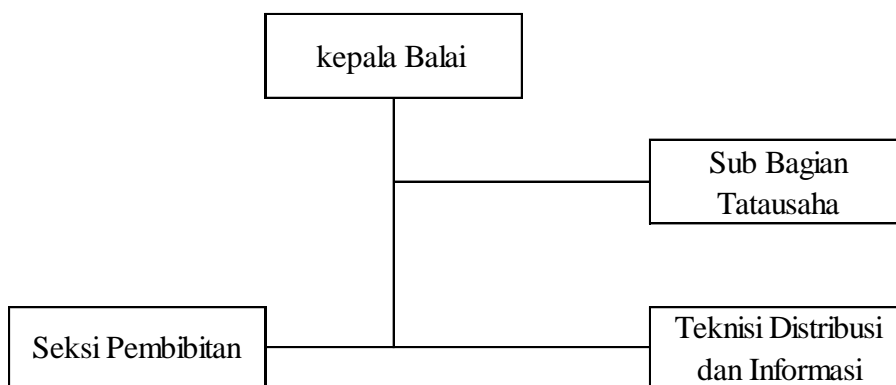 kepala Balai
Sub Bagian
Tatausaha
Seksi Pembibitan
Teknisi Distribusi
dan Informasi